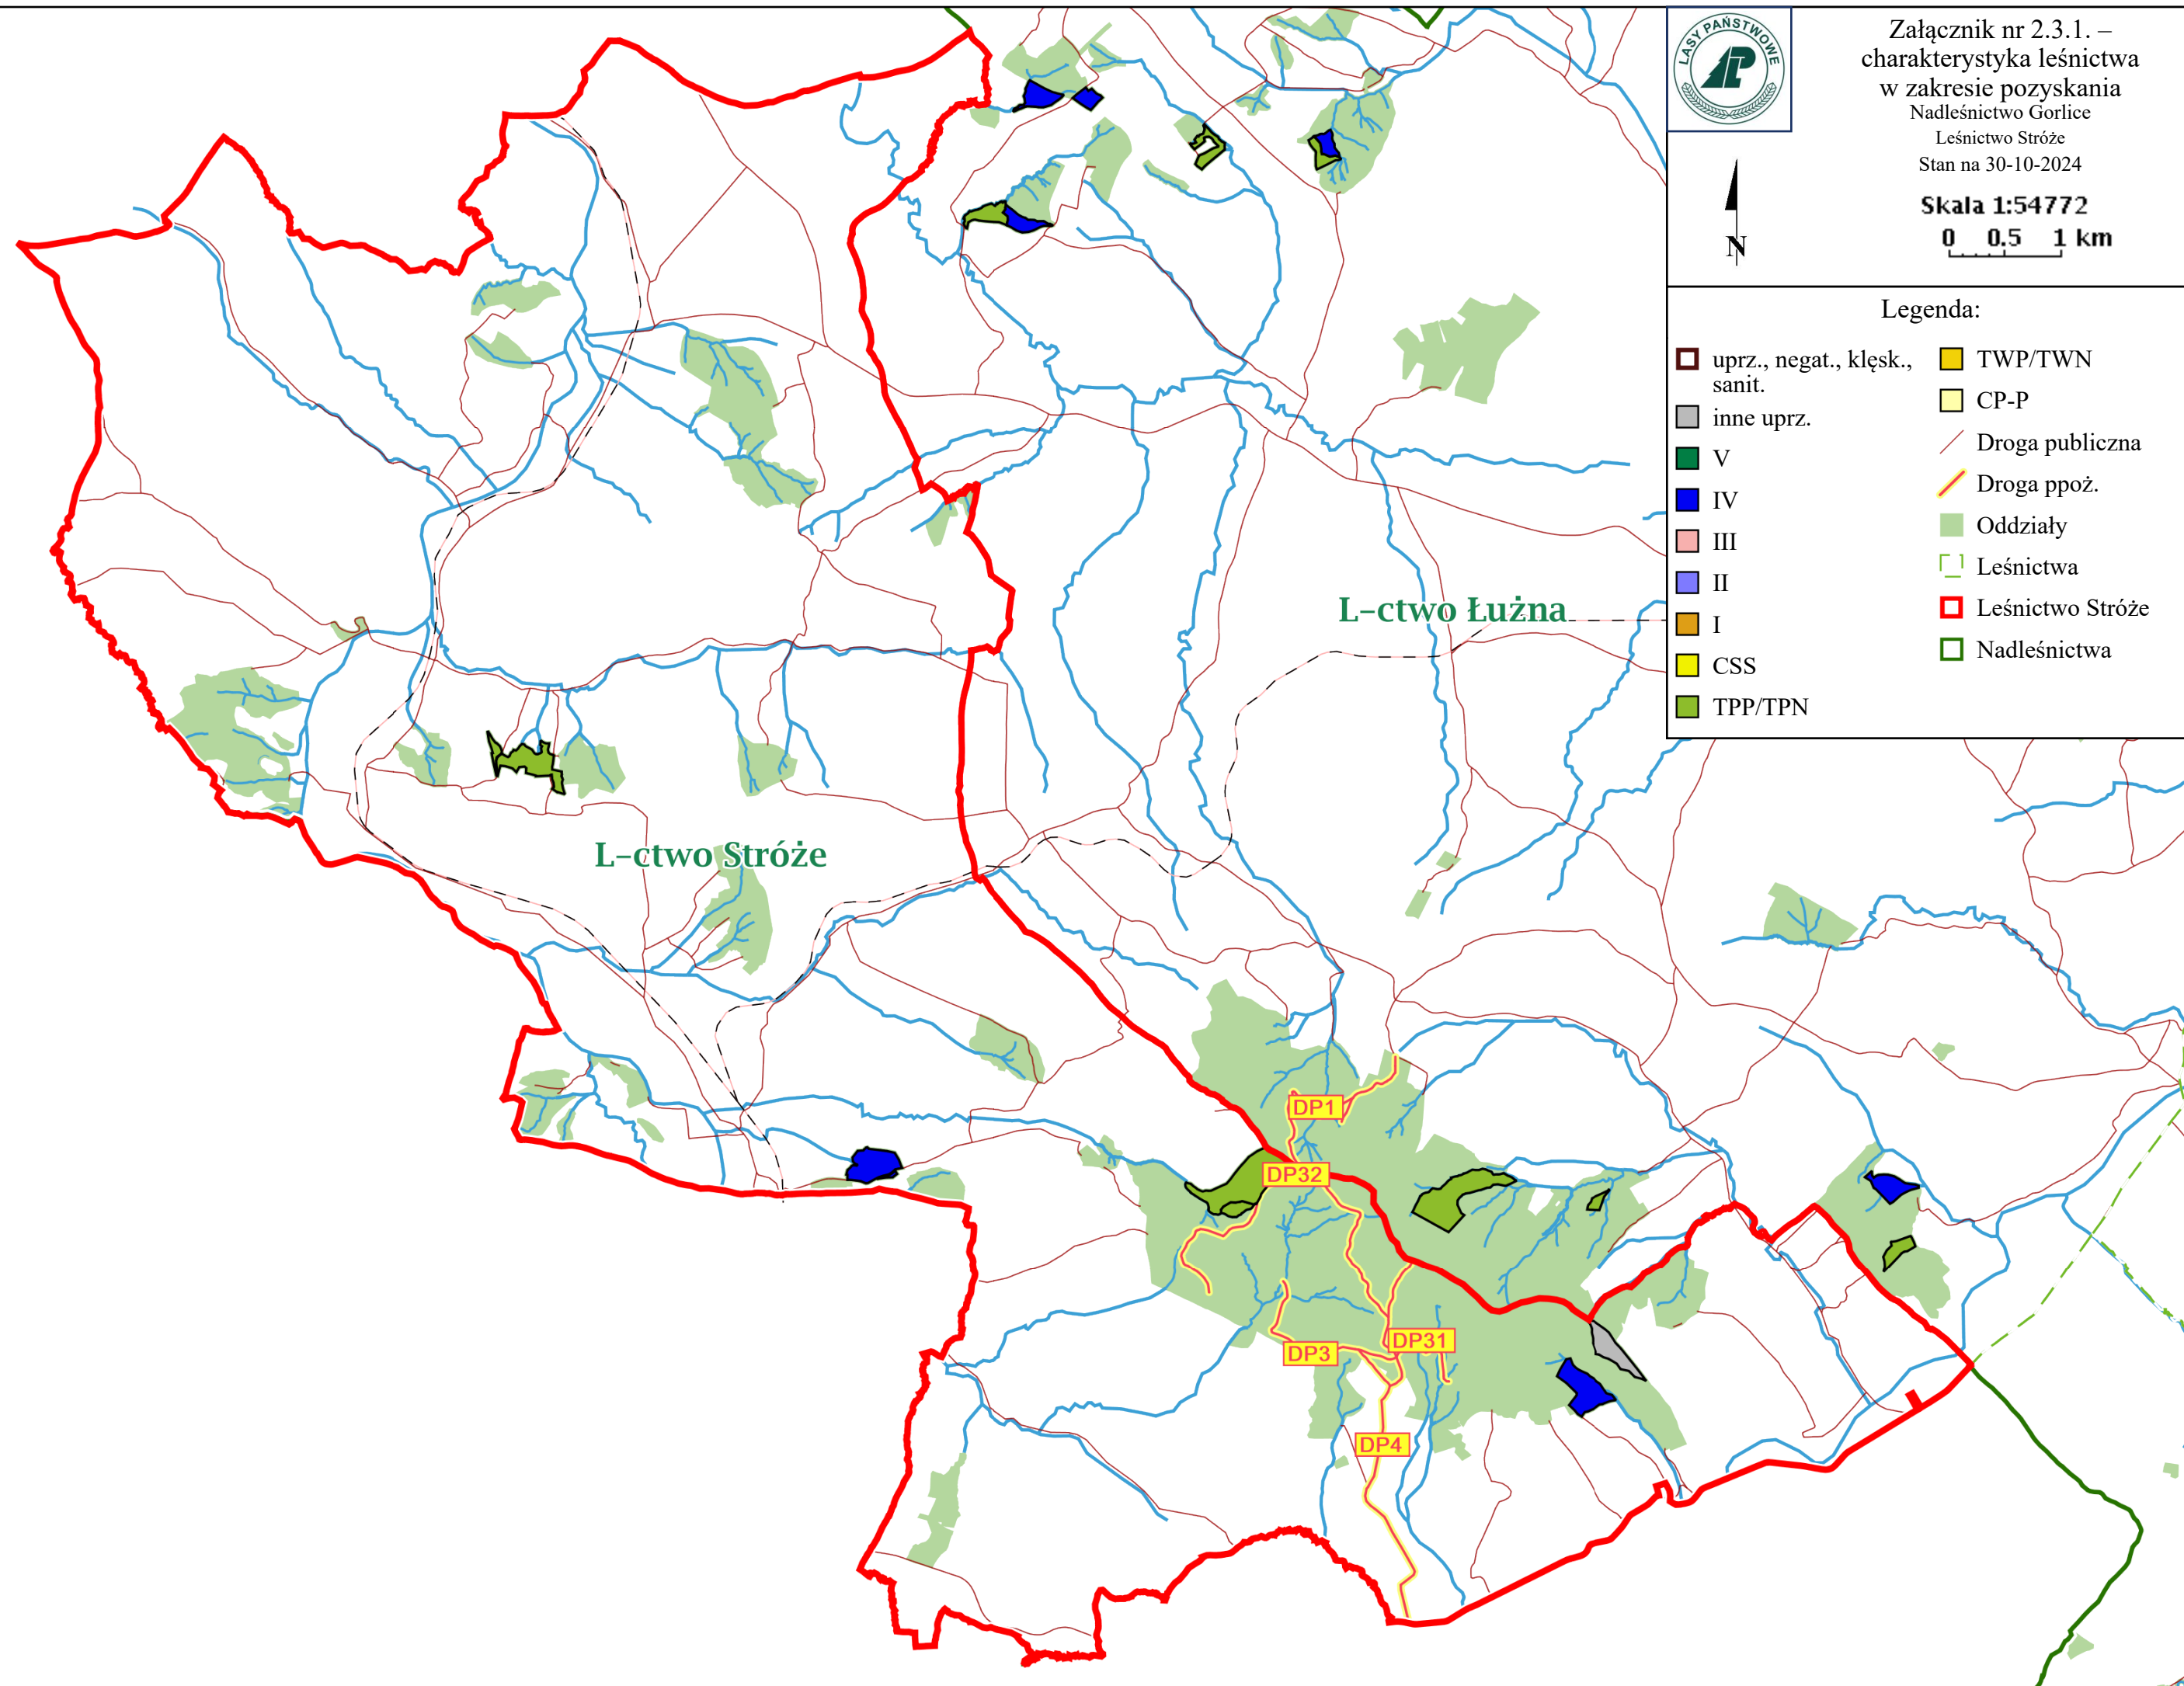 LASY PAŃSTWOWE
Załącznik nr 2.3.1. –
charakterystyka leśnictwa
w zakresie pozyskania
Nadleśnictwo Gorlice
Leśnictwo Stróże
Stan na 30-10-2024
Skala 1:54772
0 0.5 1 km
N
Legenda:
uprz., negat., klęsk.,
sanit.
inne uprz.
V
IV
III
II
I
CSS
TPP/TPN
TWP/TWN
CP-P
Droga publiczna
Droga ppoż.
Oddziały
Leśnictwa
Leśnictwo Stróże
Nadleśnictwa
L-ctwo Łużna
L-ctwo Stróże
DP1
DP32
DP31
DP3
DP4